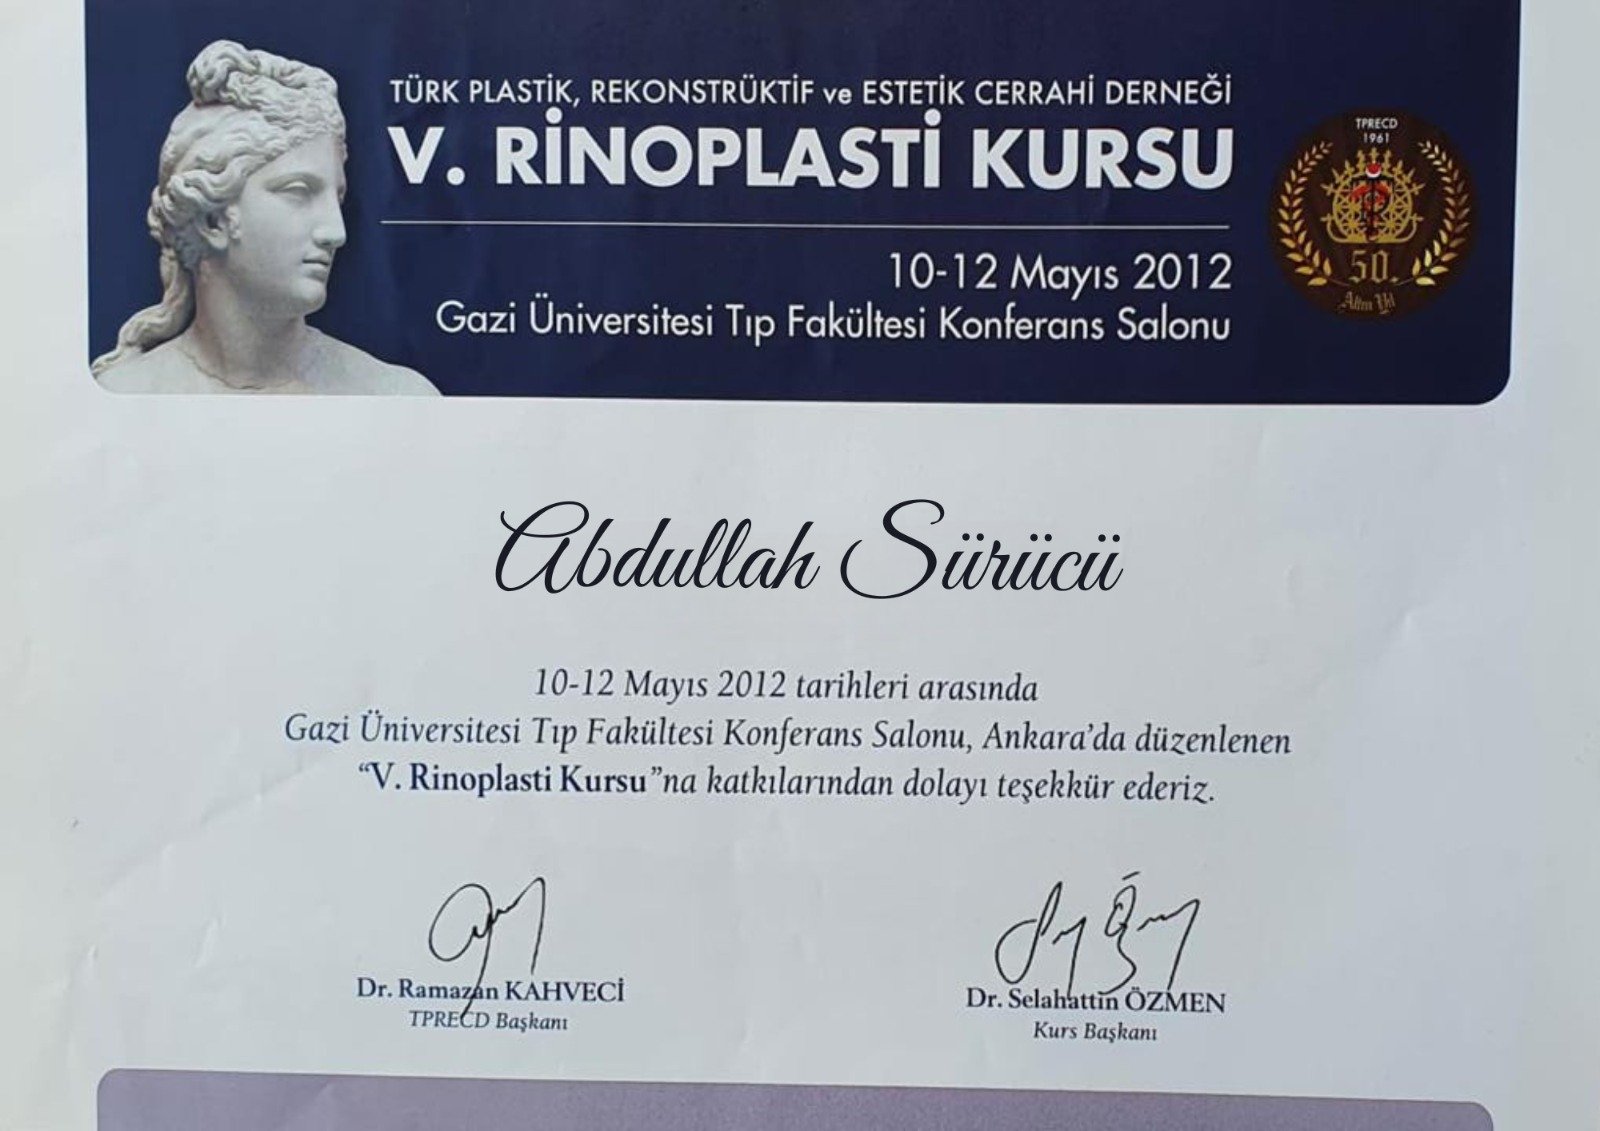 TÜRK PLASTİK, REKONSTRÜKTİF ve ESTETİK CERRAHİ DERNEĞİ
V. RİNOPLASTİ KURSU
10-12 Mayıs 2012
Gazi Üniversitesi Tıp Fakültesi Konferans Salonu
TPRECD
1961
50.
Altın Yıl
Abdullah Sürücü
10-12 Mayıs 2012 tarihleri arasında
Gazi Üniversitesi Tıp Fakültesi Konferans Salonu, Ankara’da düzenlenen
“V. Rinoplasti Kursu”na katkılarından dolayı teşekkür ederiz.
Dr. Ramazan KAHVECİ
TPRECD Başkanı
Dr. Selahattin ÖZMEN
Kurs Başkanı